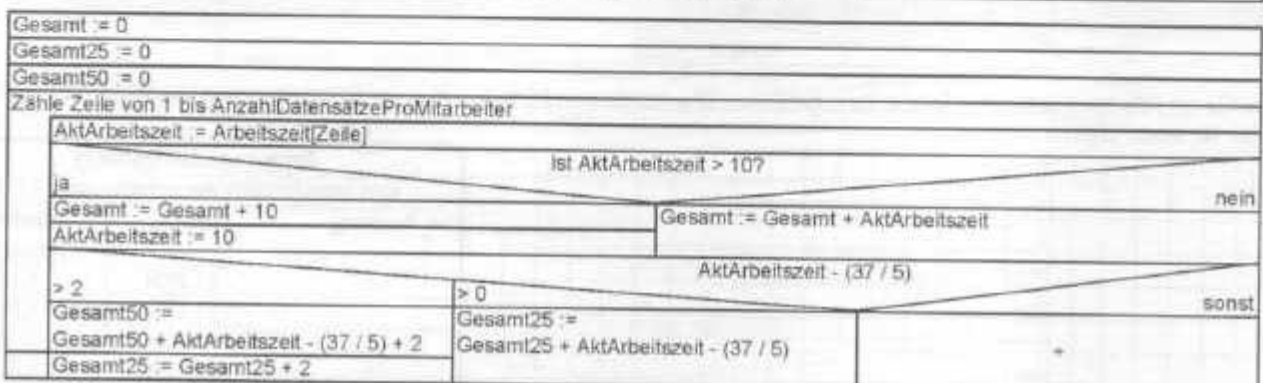 Gesamt := 0
Gesamt25 := 0
Gesamt50 := 0
Zähle Zeile von 1 bis AnzahlDatensätzeProMitarbeiter
AktArbeitszeit := Arbeitszeit[Zeile]
Ist AktArbeitszeit > 10?
ja
nein
Gesamt := Gesamt + 10
Gesamt := Gesamt + AktArbeitszeit
AktArbeitszeit := 10
AktArbeitszeit - (37 / 5)
> 2
> 0
sonst
Gesamt50 :=
Gesamt50 + AktArbeitszeit - (37 / 5) + 2
Gesamt25 := Gesamt25 + 2
Gesamt25 :=
Gesamt25 + AktArbeitszeit - (37 / 5)